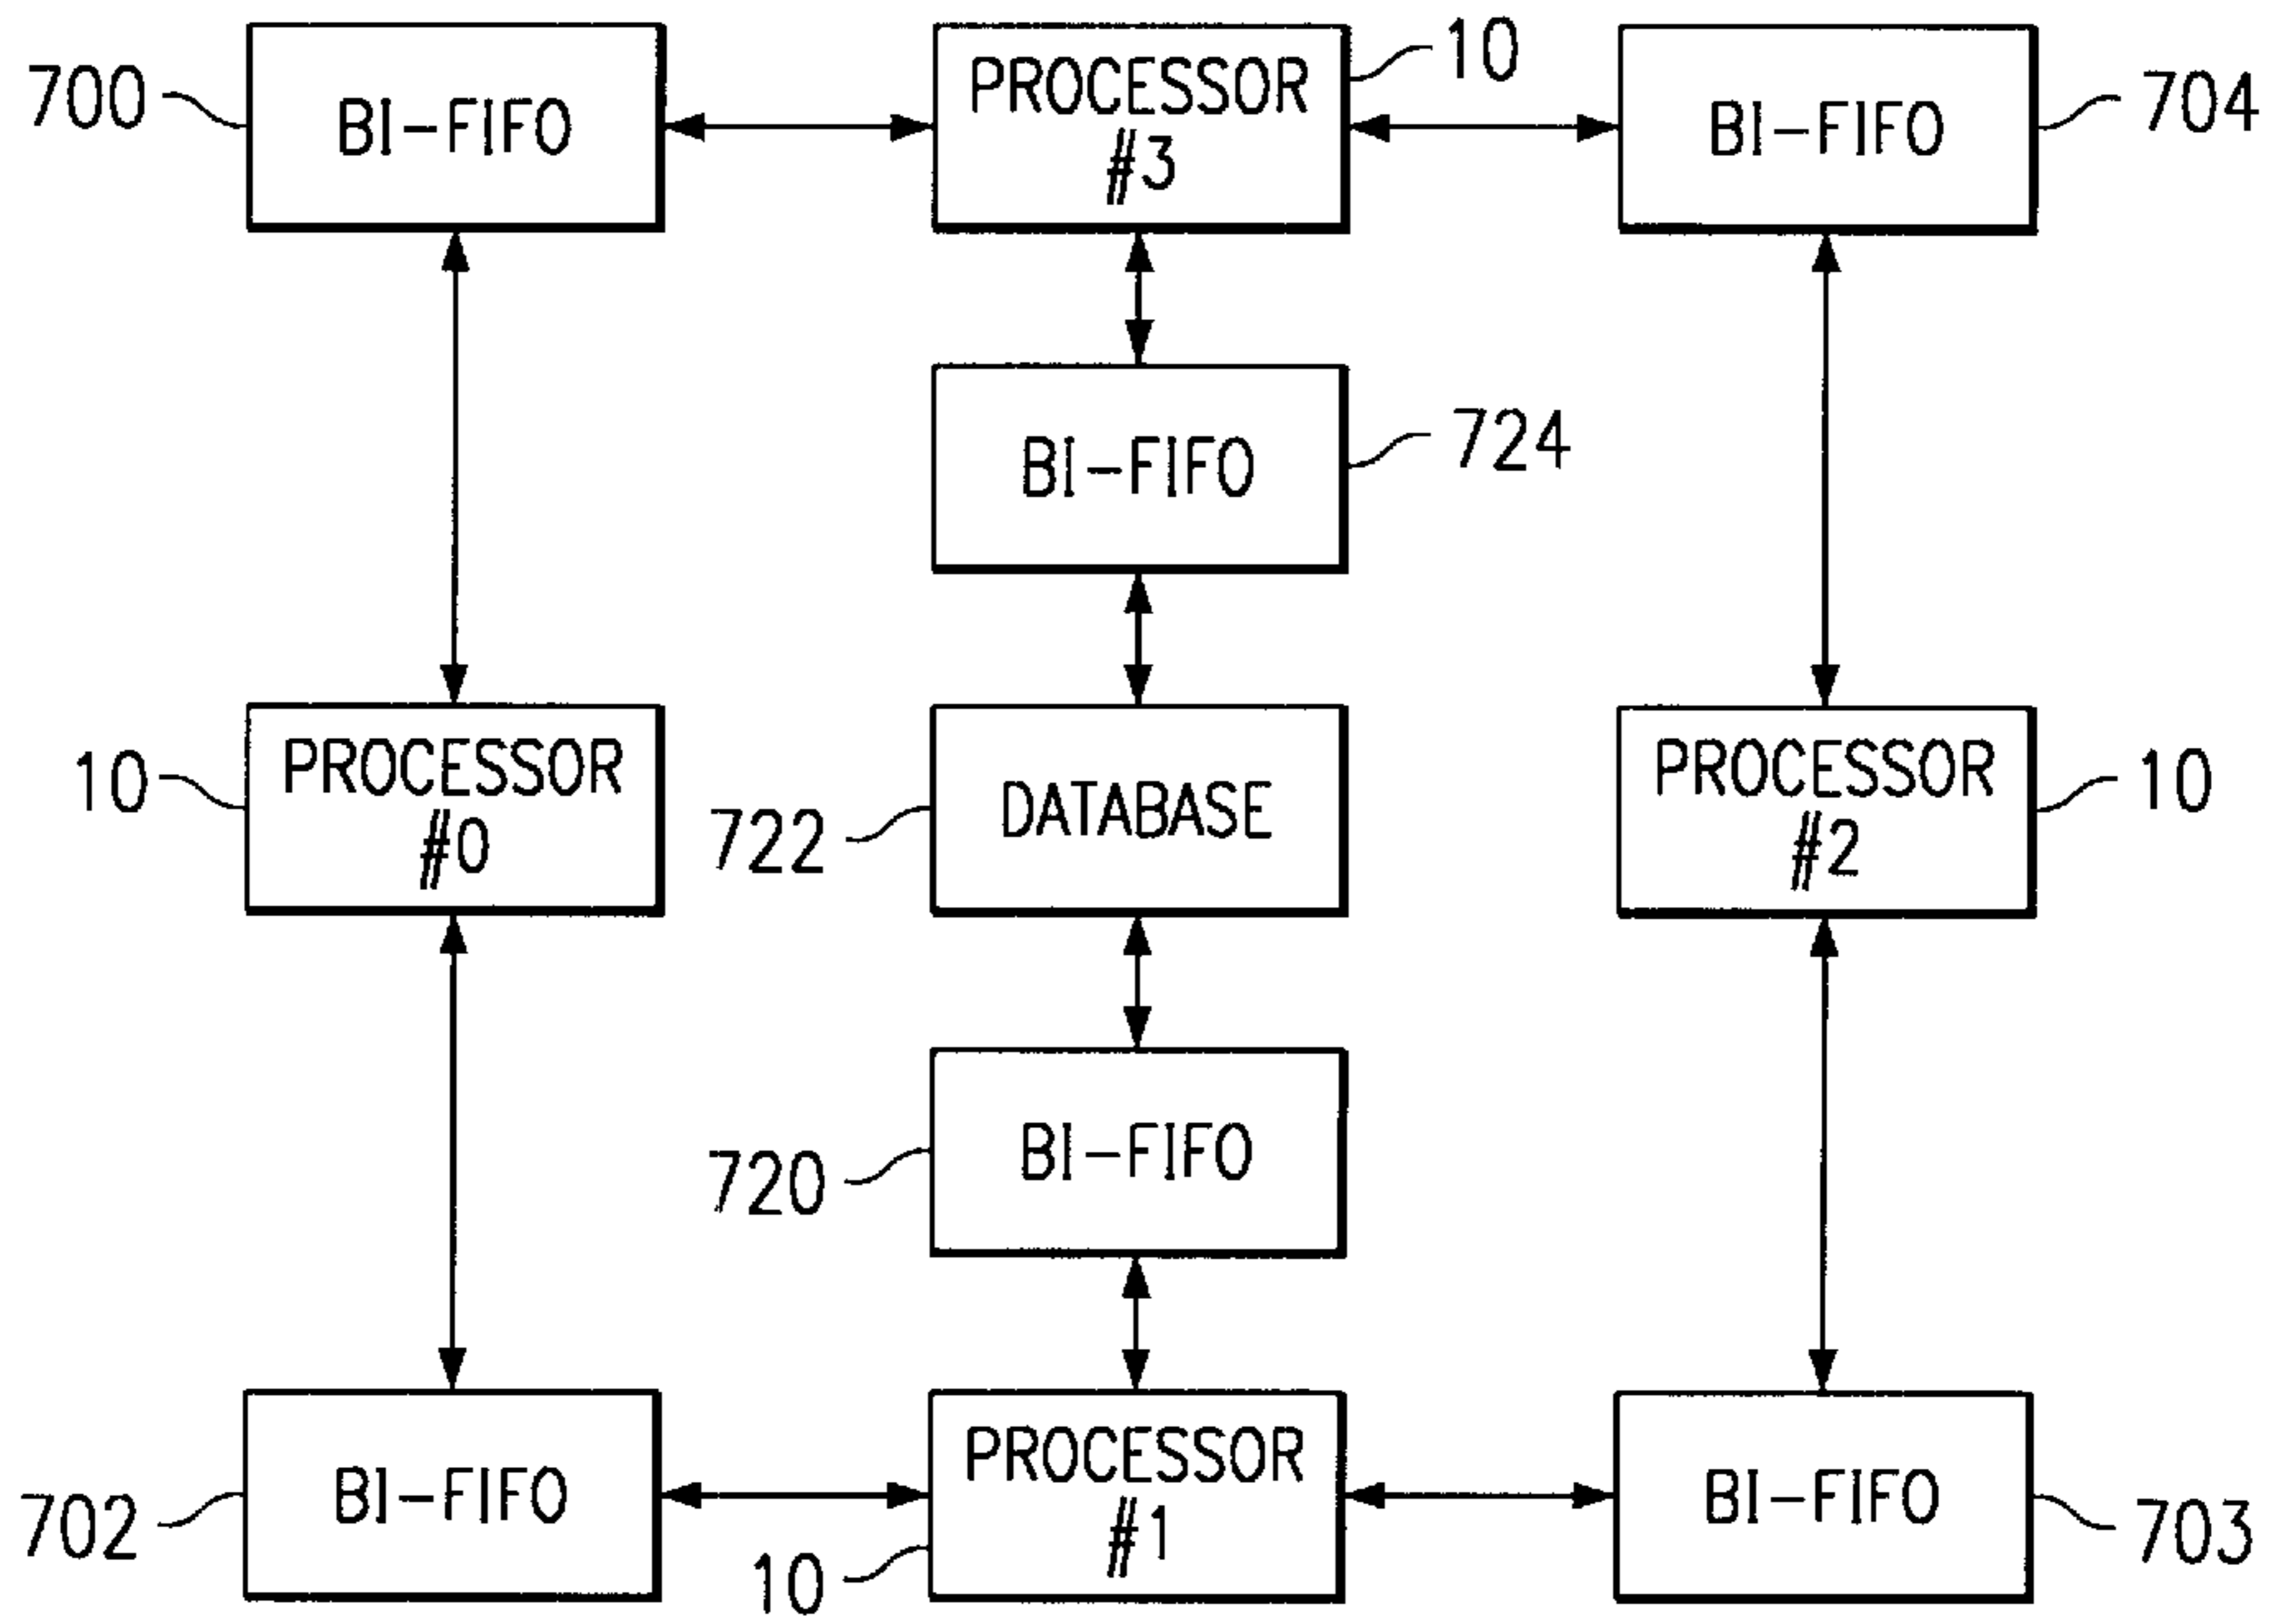 700
BI-FIFO
PROCESSOR
#3
10
BI-FIFO
704
BI-FIFO
724
10
PROCESSOR
#0
722
DATABASE
PROCESSOR
#2
10
720
BI-FIFO
702
BI-FIFO
10
PROCESSOR
#1
BI-FIFO
703